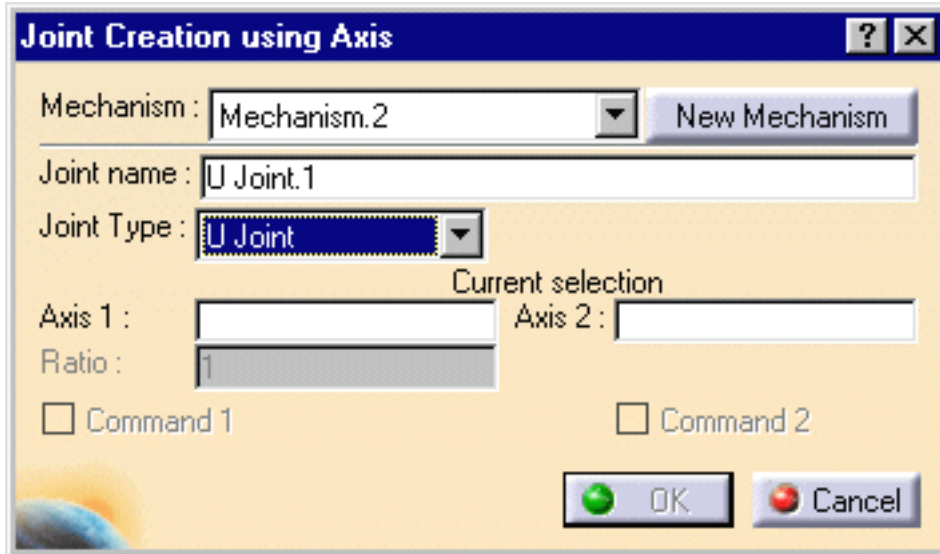 Joint Creation using Axis ? X
Mechanism : Mechanism.2 New Mechanism
Joint name : U Joint.1
Joint Type : U Joint
Current selection
Axis 1 : Axis 2 :
Ratio : 1
Command 1 Command 2
OK Cancel